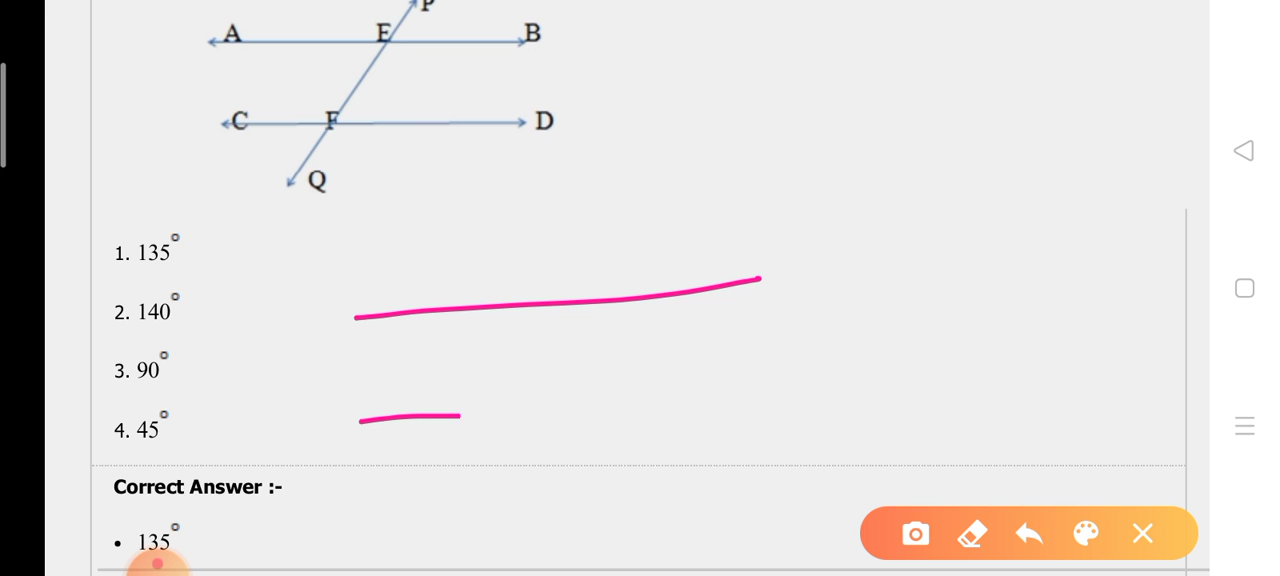 P
A E B
C F D
Q
1. 135°
2. 140°
3. 90°
4. 45°
Correct Answer :-
• 135°